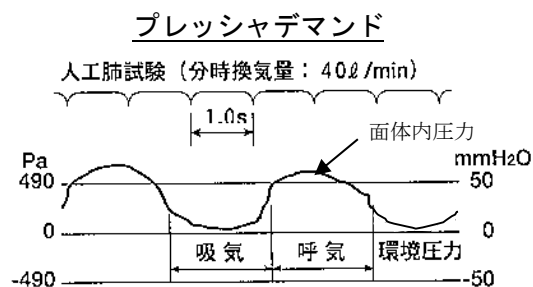 プレッシャデマンド
人工肺試験（分時換気量：40ℓ/min）
1.0s
面体内圧力
Pa
mmH2O
490
50
0
0
吸気
呼気
環境圧力
-490
-50